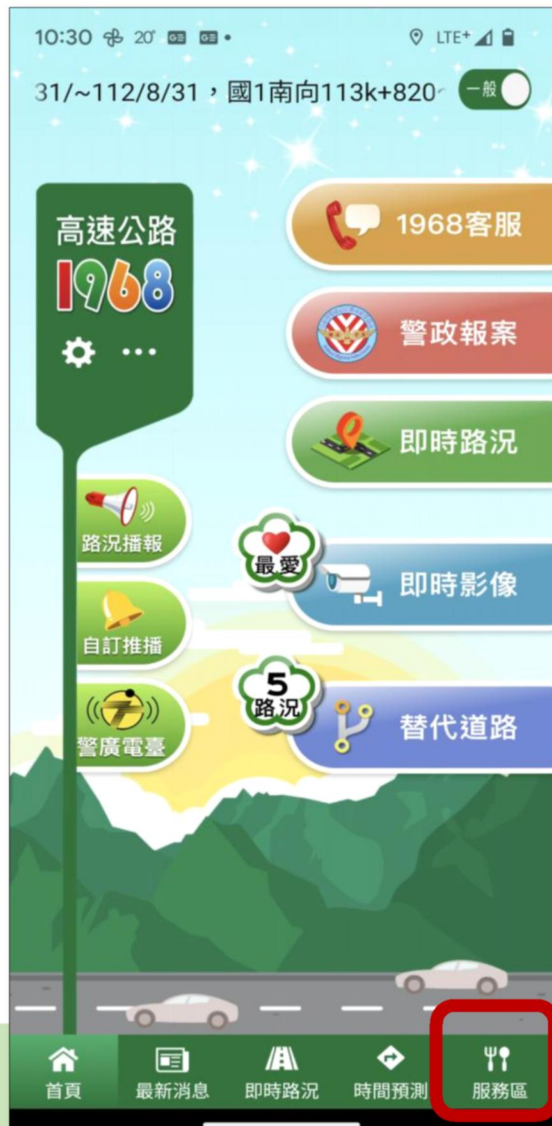 10:30 20° GE GE • LTE+
31/~112/8/31，國1南向113k+820
一般
高速公路
1968
1968客服
警政報案
即時路況
路況播報
最愛
即時影像
自訂推播
5
路況
替代道路
警廣電臺
首頁
最新消息
即時路況
時間預測
服務區